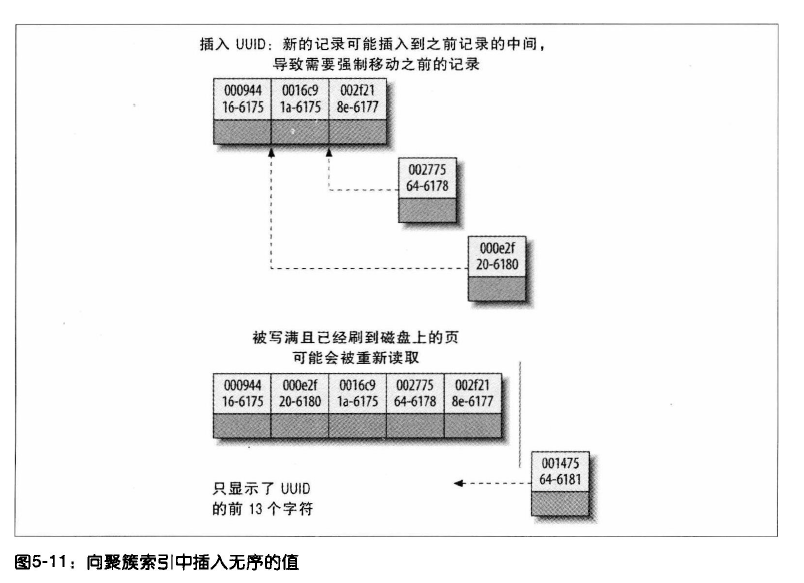 插入 UUID：新的记录可能插入到之前记录的中间，
导致需要强制移动之前的记录
000944 0016c9 002f21
16-6175 1a-6175 8e-6177
002775
64-6178
000e2f
20-6180
被写满且已经刷到磁盘上的页
可能会被重新读取
000944 000e2f 0016c9 002775 002f21
16-6175 20-6180 1a-6175 64-6178 8e-6177
001475
64-6181
只显示了 UUID
的前 13 个字符
图5-11：向聚簇索引中插入无序的值